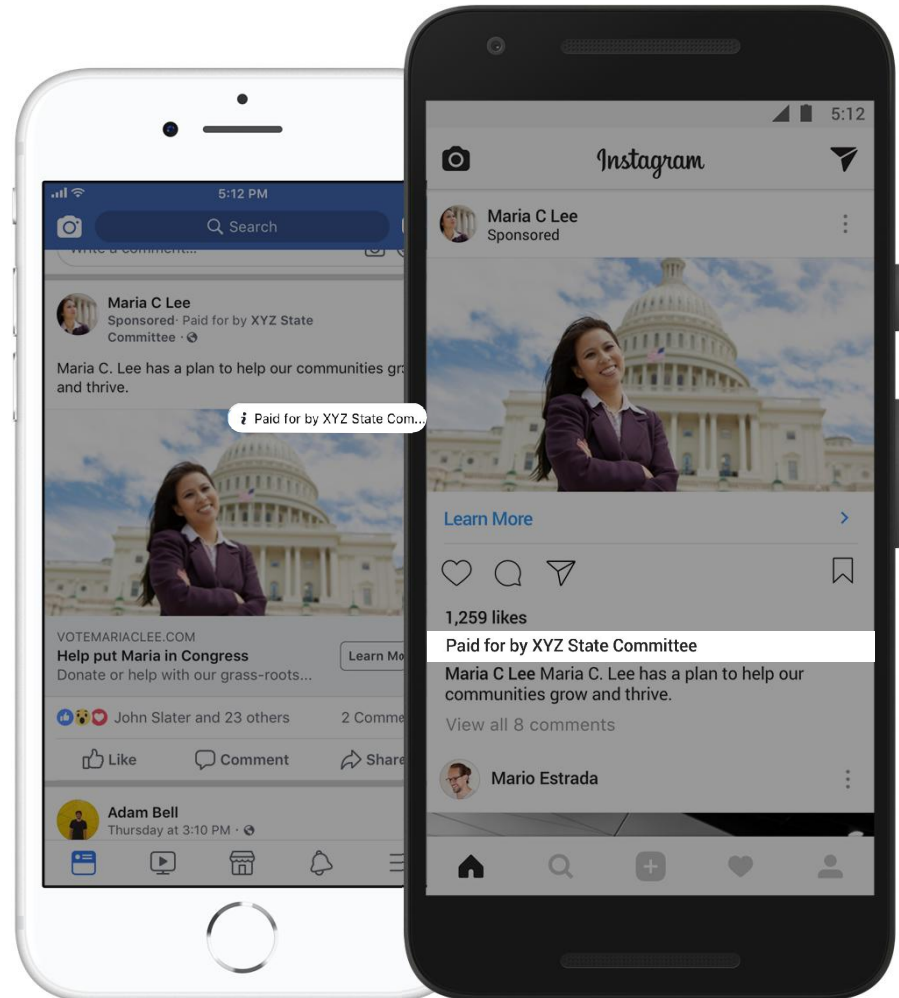 5:12 PM
Search
Write a comment...
Maria C Lee
Sponsored· Paid for by XYZ State
Committee ·
Maria C. Lee has a plan to help our communities gr
and thrive.
i Paid for by XYZ State Com...
VOTEMARIACLEE.COM
Help put Maria in Congress
Donate or help with our grass-roots...
Learn Mo
John Slater and 23 others
2 Comme
Like
Comment
Share
Adam Bell
Thursday at 3:10 PM ·
5:12
Instagram
Maria C Lee
Sponsored
Learn More
1,259 likes
Paid for by XYZ State Committee
Maria C Lee Maria C. Lee has a plan to help our
communities grow and thrive.
View all 8 comments
Mario Estrada